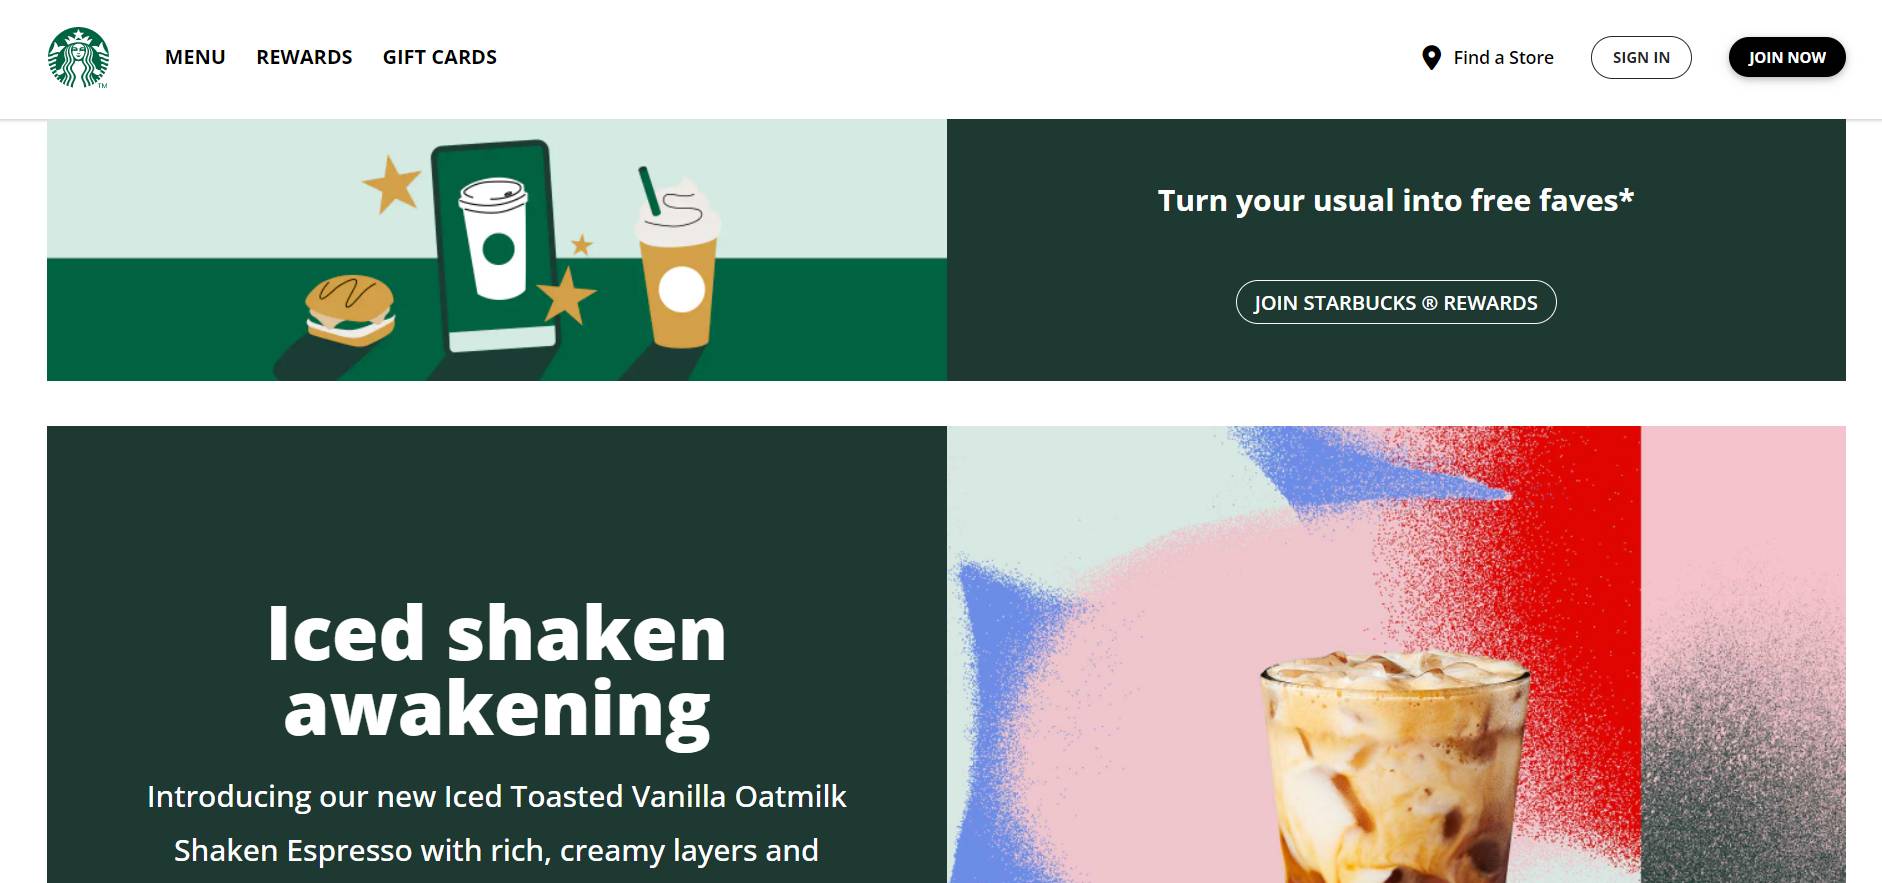 TM
MENU
REWARDS
GIFT CARDS
Find a Store
SIGN IN
JOIN NOW
Turn your usual into free faves*
JOIN STARBUCKS ® REWARDS
Iced shaken
awakening
Introducing our new Iced Toasted Vanilla Oatmilk
Shaken Espresso with rich, creamy layers and